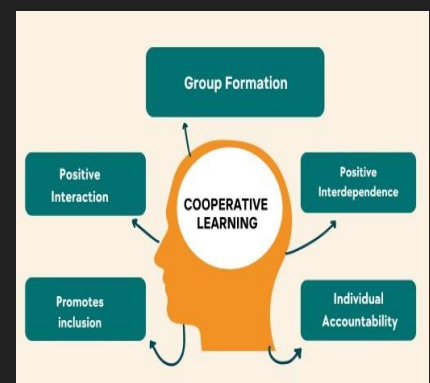 Group Formation
Positive
Interaction
COOPERATIVE
LEARNING
Positive
Interdependence
Promotes
inclusion
Individual
Accountability